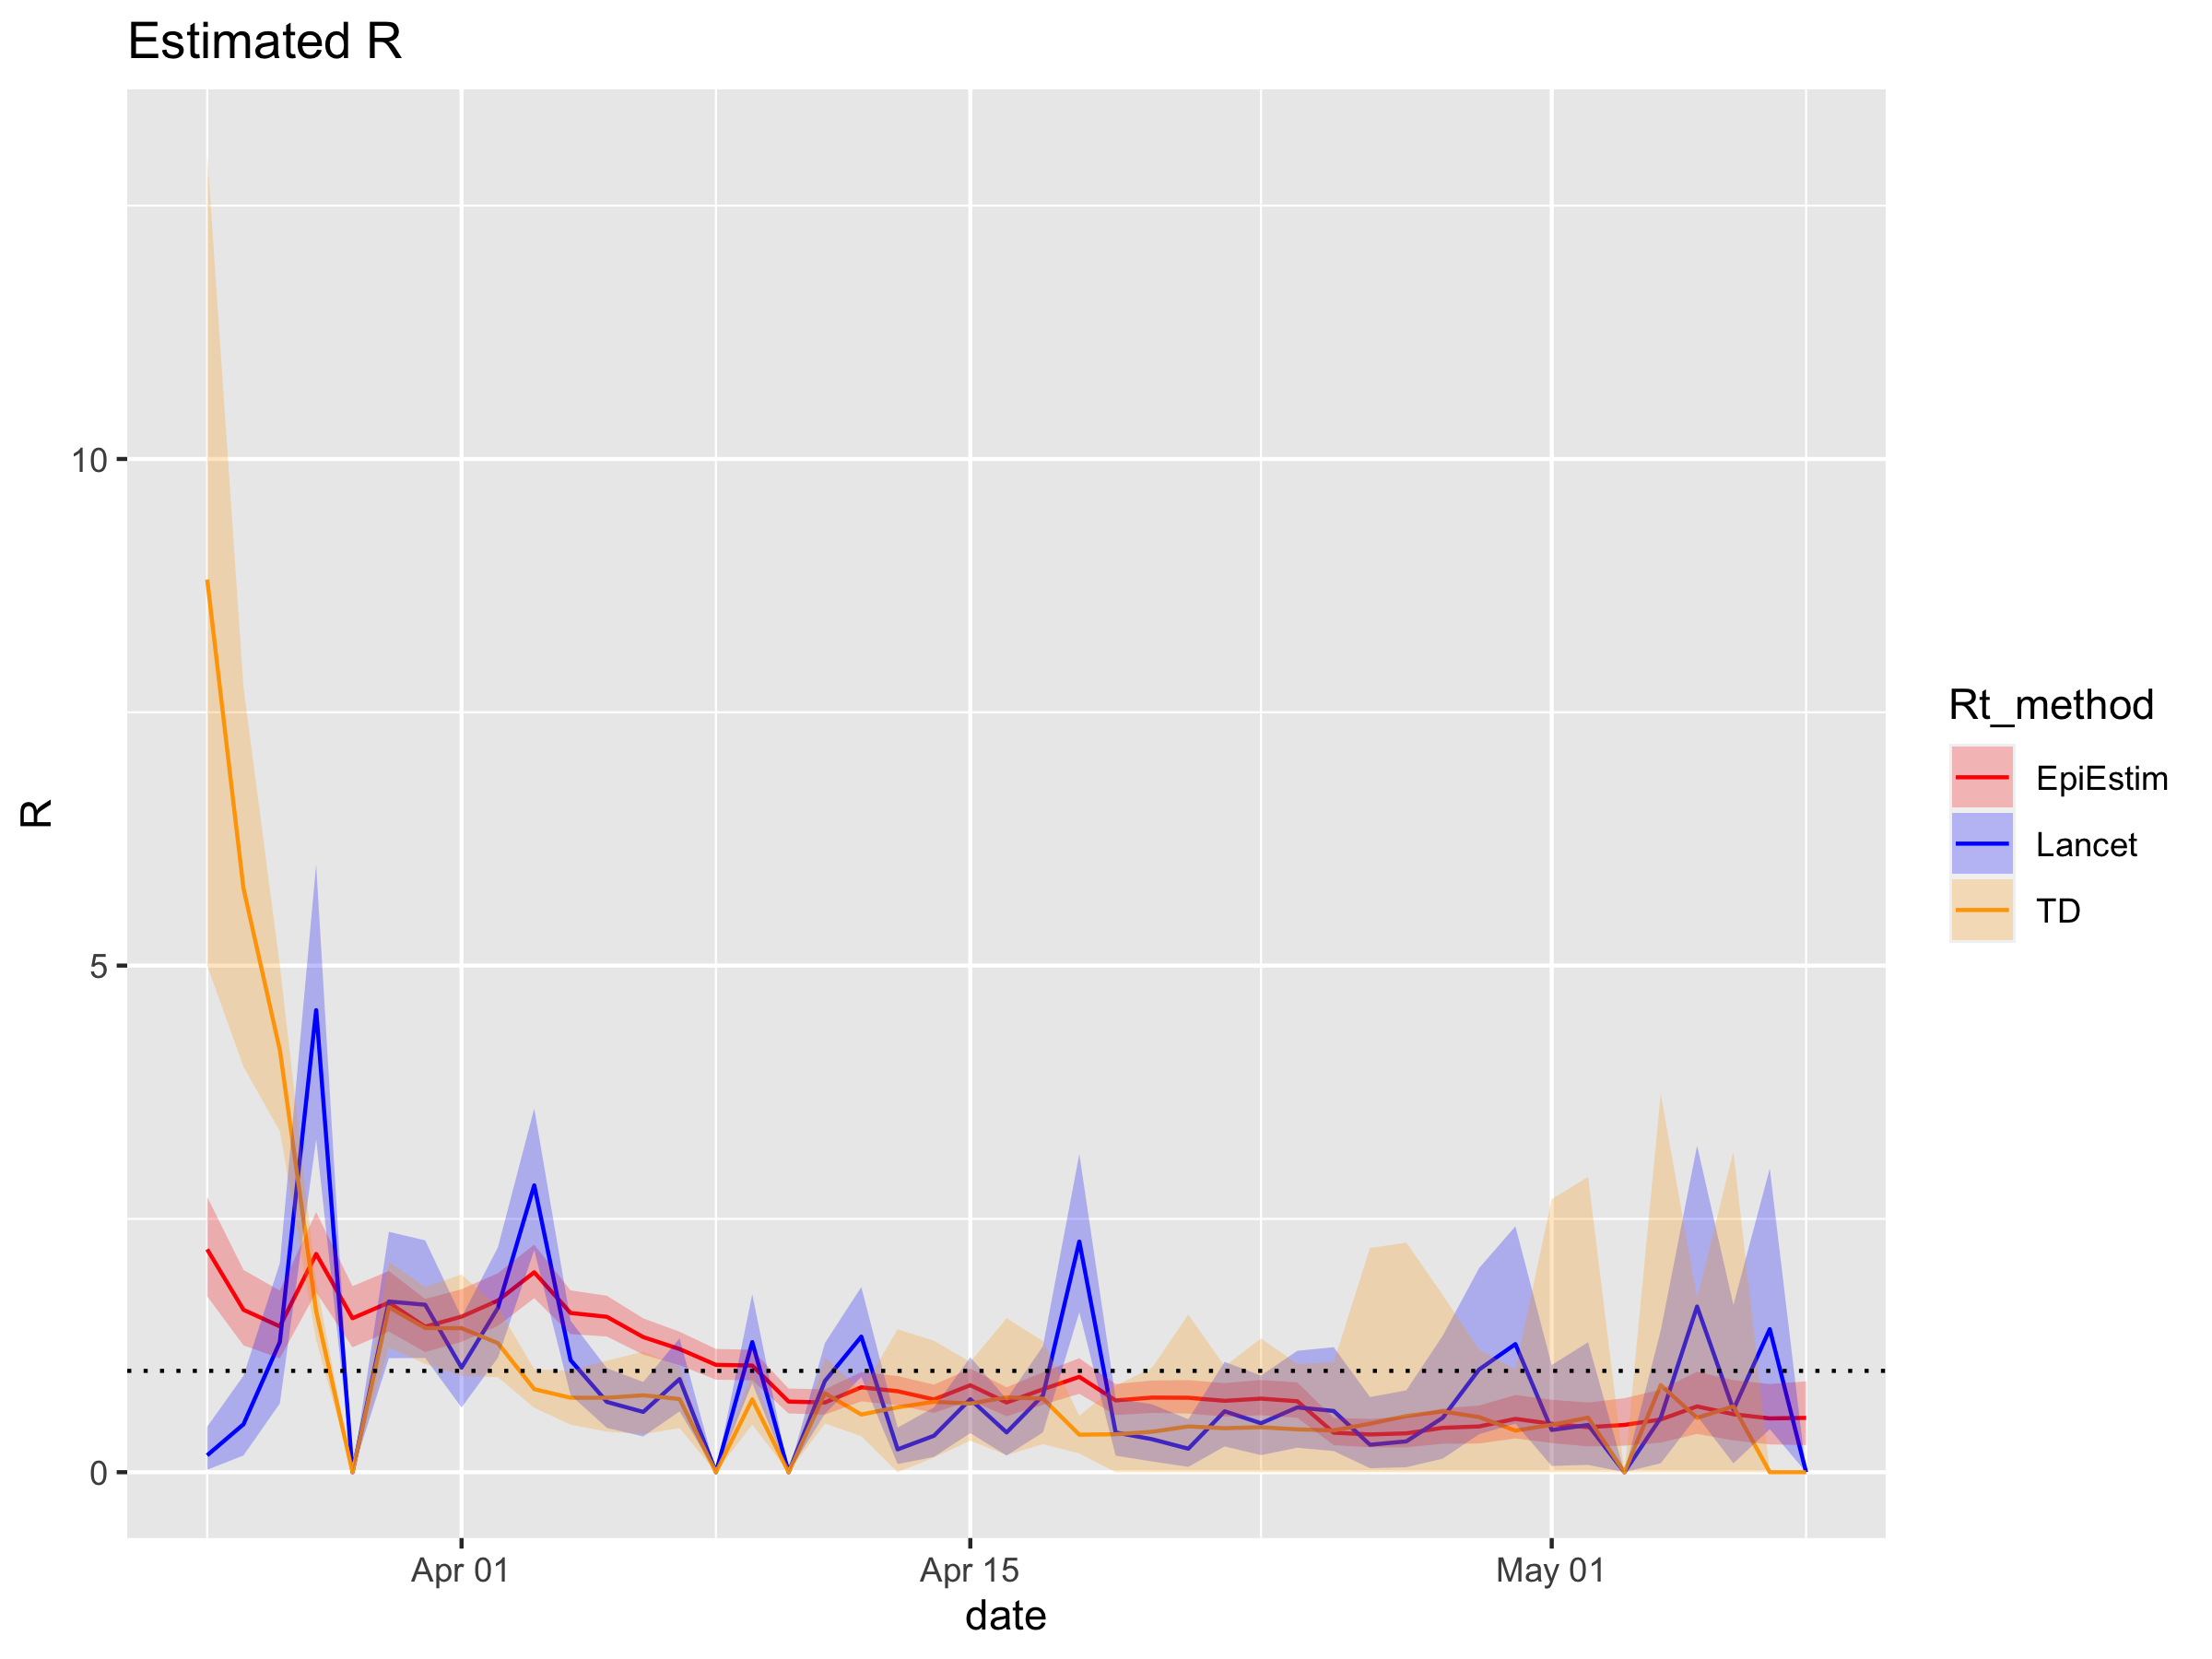 Estimated R
10
5
0
R
Apr 01
Apr 15
May 01
date
Rt_method
EpiEstim
Lancet
TD